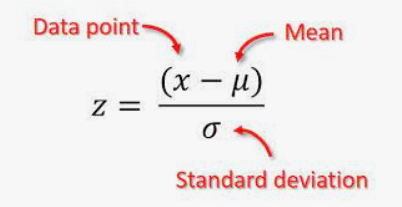 Data point
Mean
z = (x − μ) / σ
Standard deviation